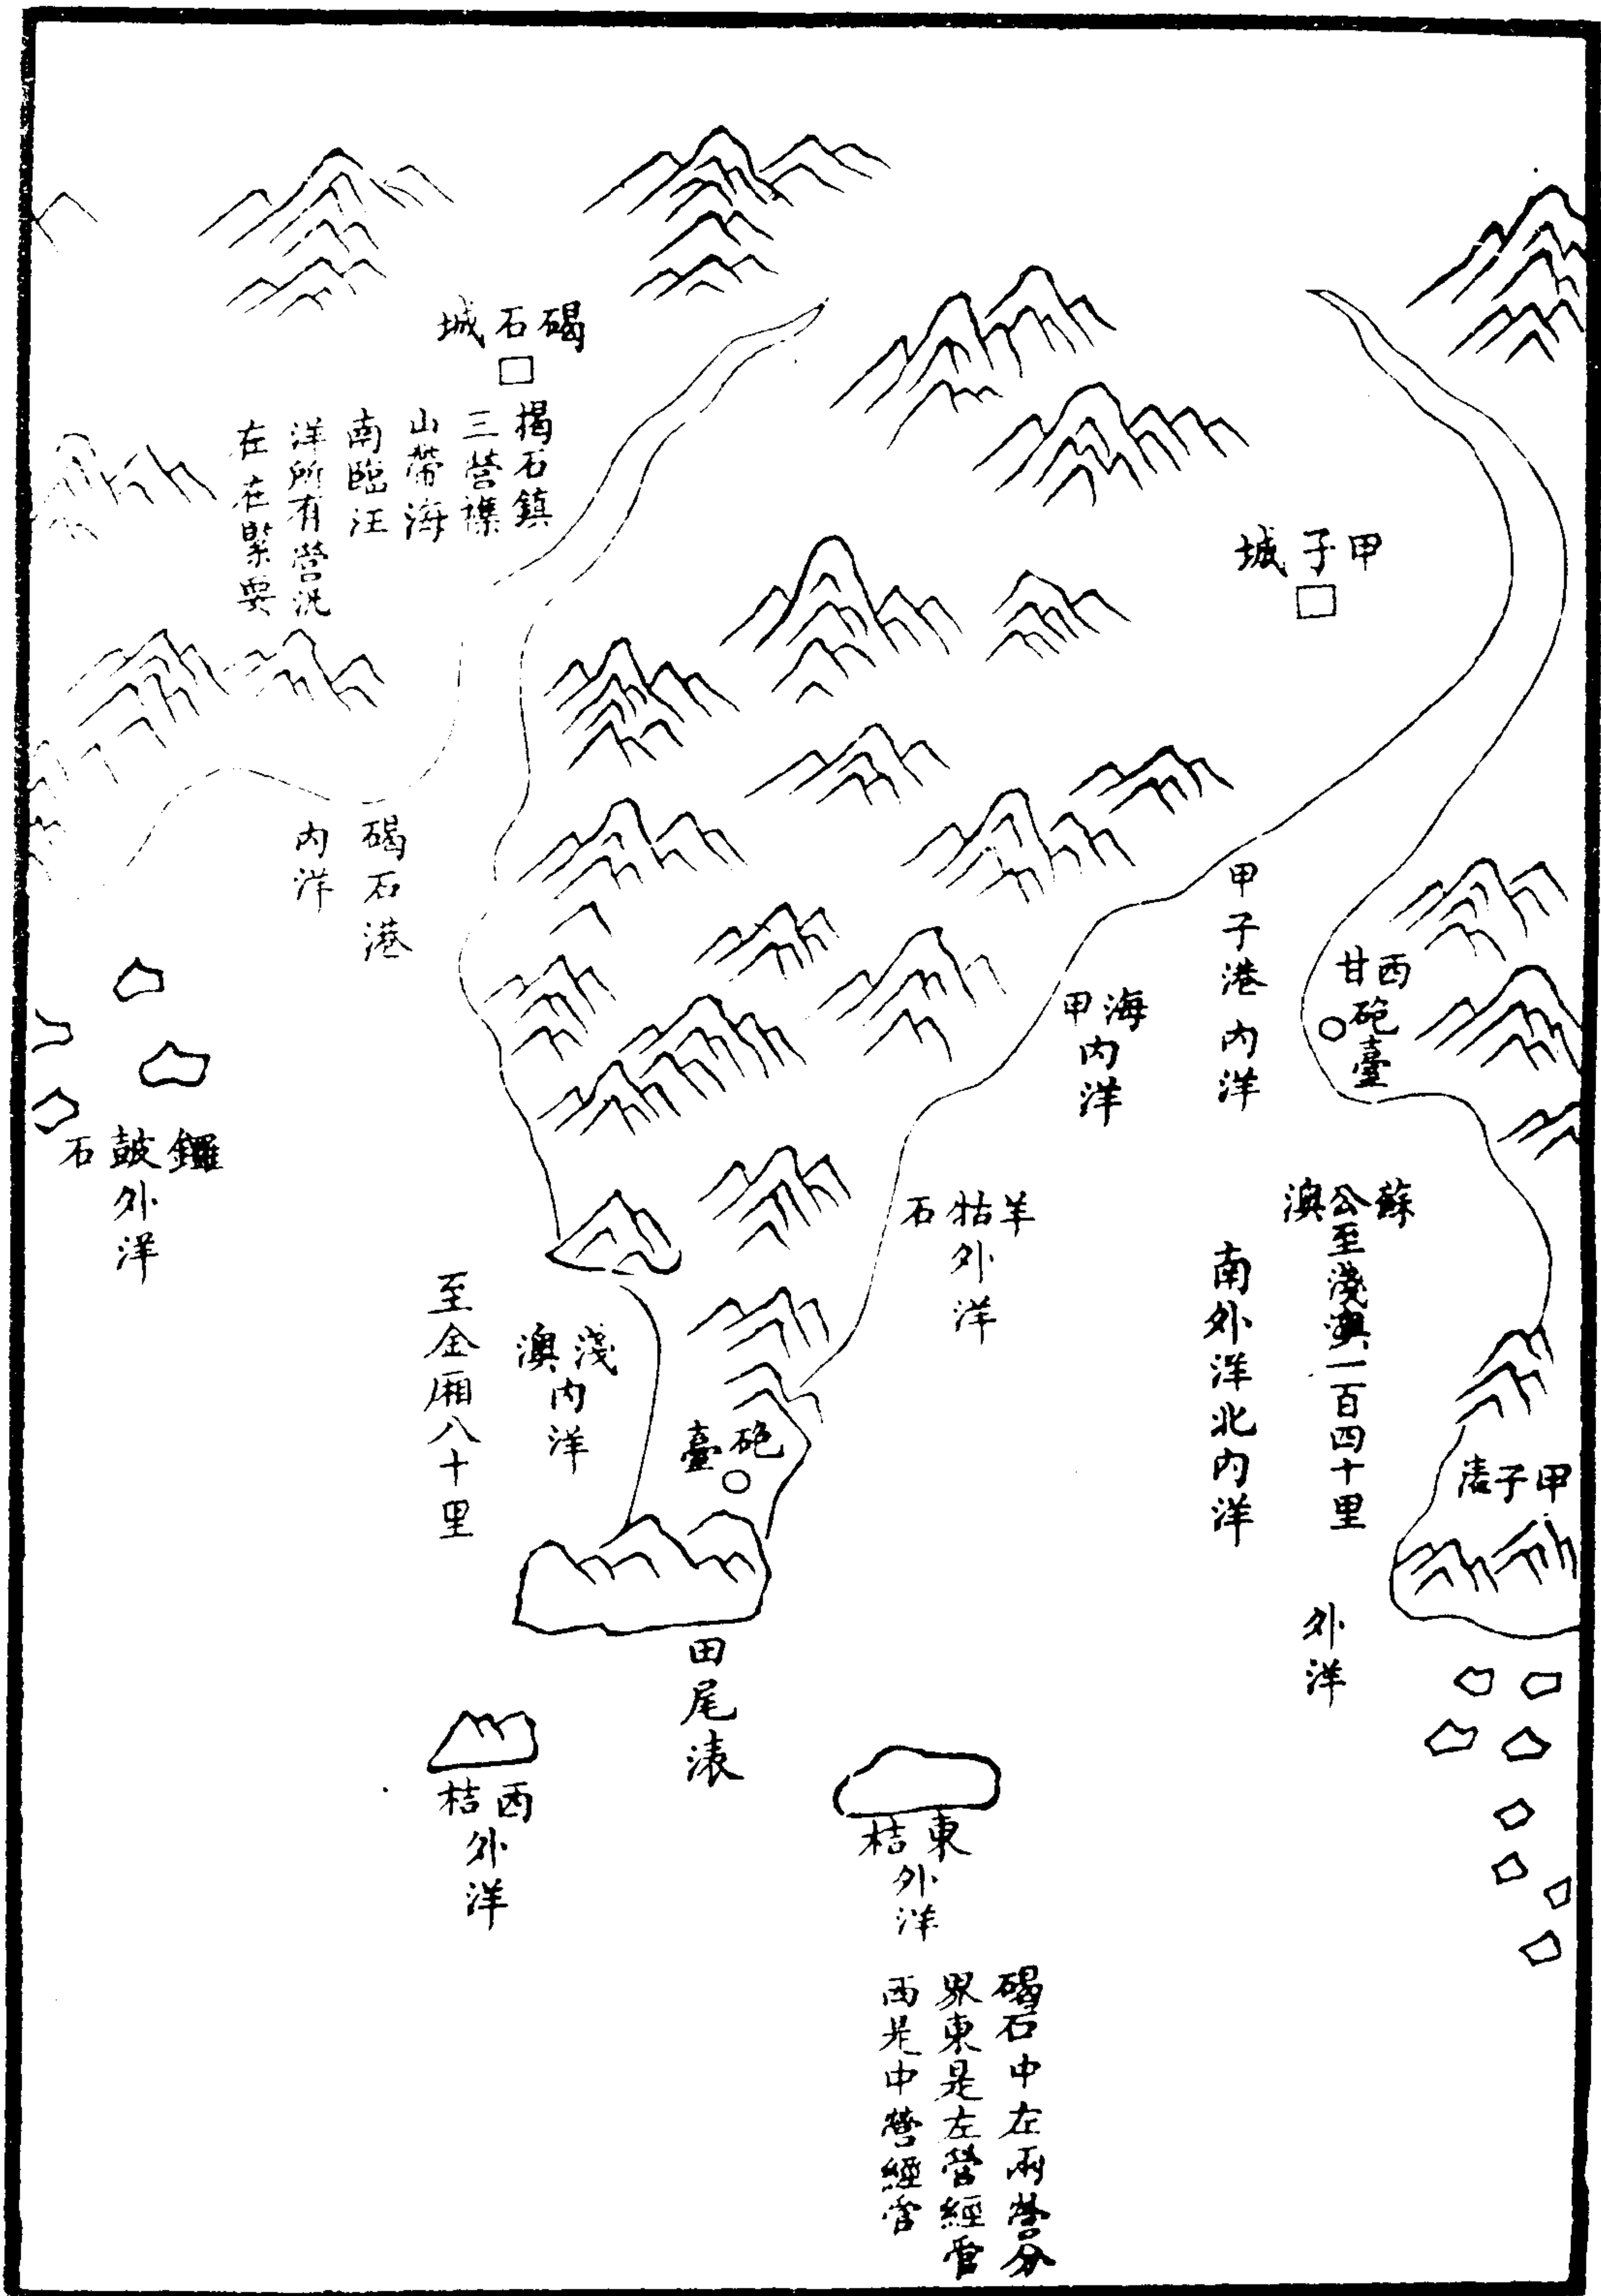 碣石城
揭石鎮
三營襟
山帶海
南臨汪
洋所有營汛
在在緊要
甲子城
碣石港
內洋
甲子港內洋
海甲
內洋
西甘
砲臺
鑼鼓石
外洋
羊牯石
外洋
蘇公澳
至淺澳一百四十里
南外洋北內洋
外洋
甲子
淺澳
內洋
至金廂八十里
砲臺
田尾
西桔
外洋
東桔
外洋
碣石中左兩營分
界東是左營經管
西是中營經管